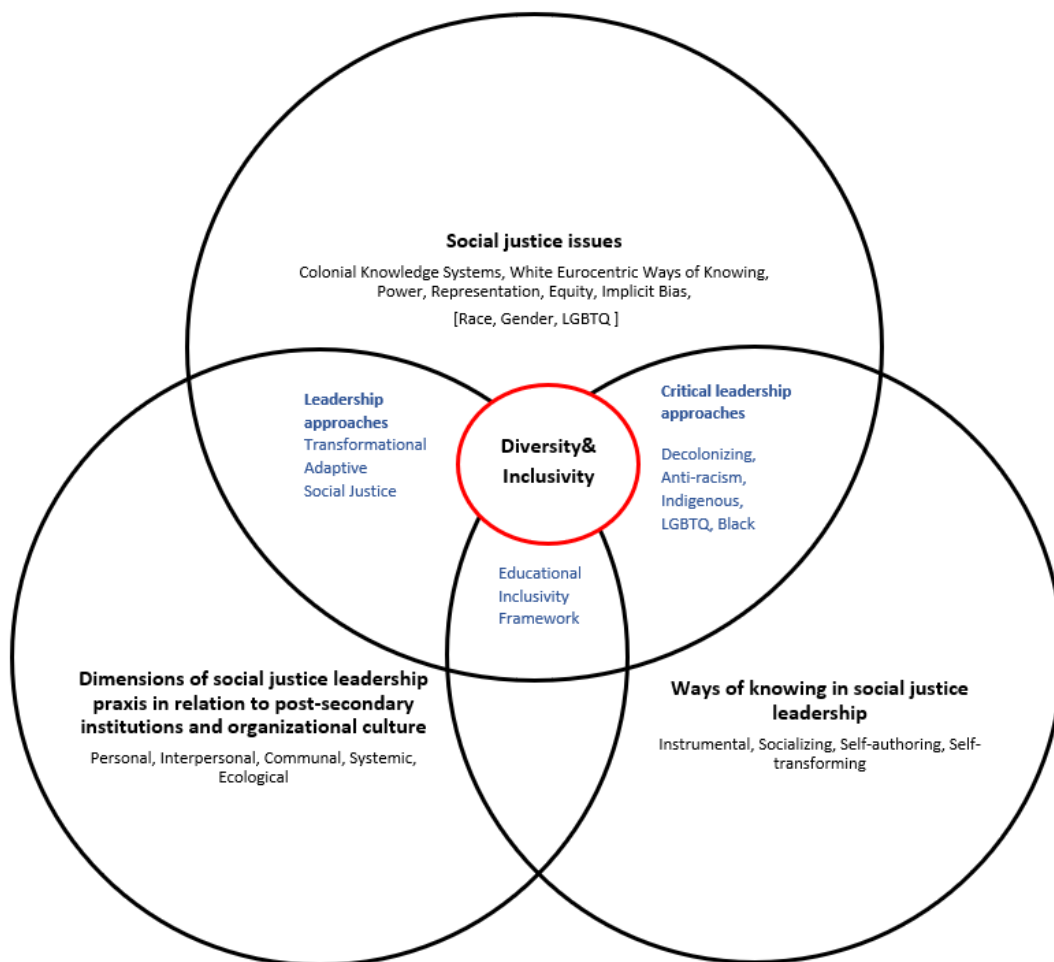 Social justice issues
Colonial Knowledge Systems, White Eurocentric Ways of Knowing,
Power, Representation, Equity, Implicit Bias,
[Race, Gender, LGBTQ ]
Leadership
approaches
Transformational
Adaptive
Social Justice
Diversity&
Inclusivity
Critical leadership
approaches
Decolonizing,
Anti-racism,
Indigenous,
LGBTQ, Black
Educational
Inclusivity
Framework
Dimensions of social justice leadership
praxis in relation to post-secondary
institutions and organizational culture
Personal, Interpersonal, Communal, Systemic,
Ecological
Ways of knowing in social justice
leadership
Instrumental, Socializing, Self-authoring, Self-
transforming